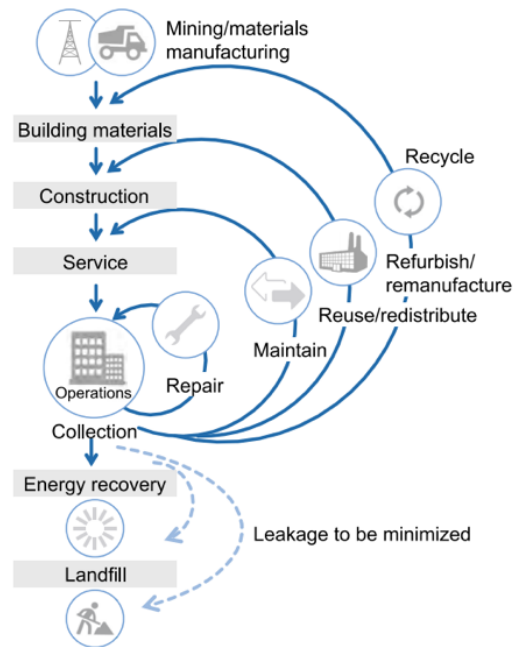 Mining/materials
manufacturing
Building materials
Recycle
Construction
Service
Refurbish/
remanufacture
Reuse/redistribute
Maintain
Repair
Operations
Collection
Energy recovery
Leakage to be minimized
Landfill